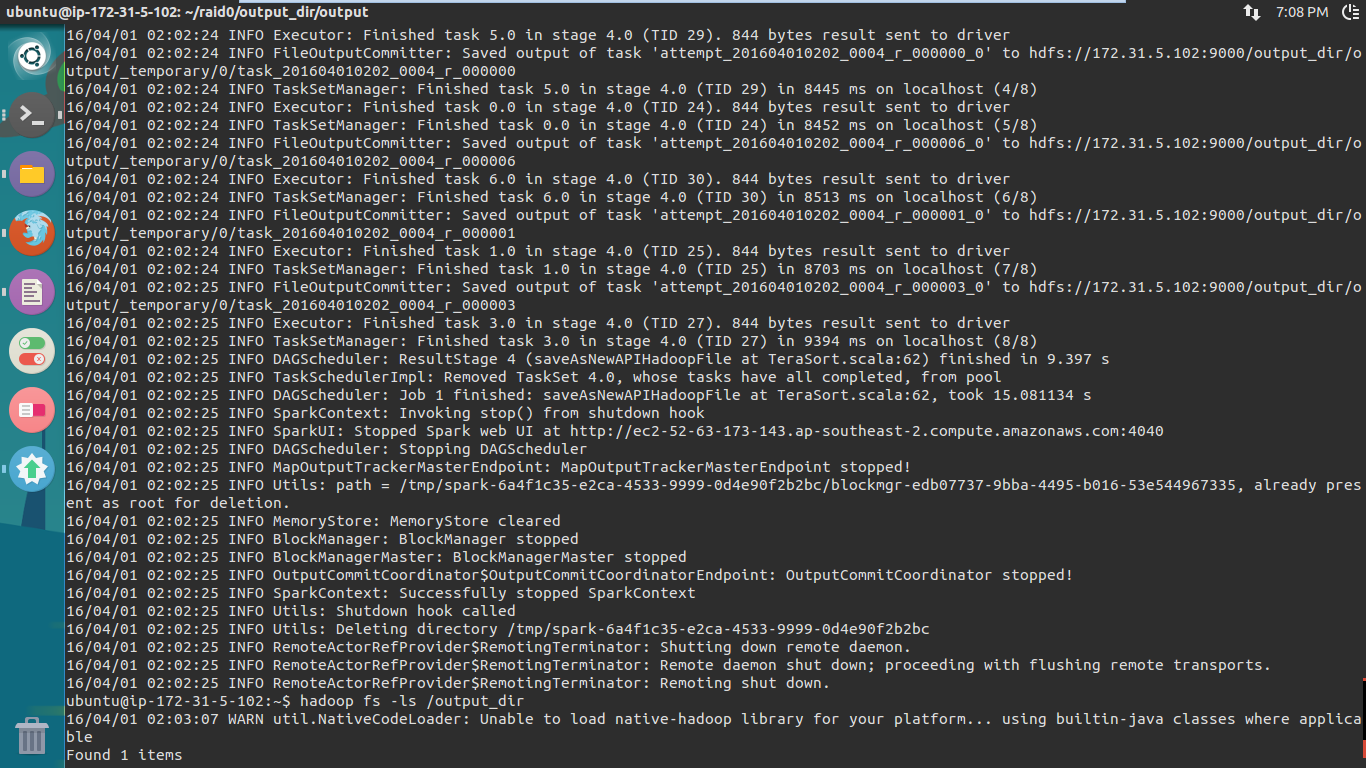 ubuntu@ip-172-31-5-102: ~/raid0/output_dir/output
7:08 PM
16/04/01 02:02:24 INFO Executor: Finished task 5.0 in stage 4.0 (TID 29). 844 bytes result sent to driver
16/04/01 02:02:24 INFO FileOutputCommitter: Saved output of task 'attempt_201604010202_0004_r_000000_0' to hdfs://172.31.5.102:9000/output_dir/o
utput/_temporary/0/task_201604010202_0004_r_000000
16/04/01 02:02:24 INFO TaskSetManager: Finished task 5.0 in stage 4.0 (TID 29) in 8445 ms on localhost (4/8)
16/04/01 02:02:24 INFO Executor: Finished task 0.0 in stage 4.0 (TID 24). 844 bytes result sent to driver
16/04/01 02:02:24 INFO TaskSetManager: Finished task 0.0 in stage 4.0 (TID 24) in 8452 ms on localhost (5/8)
16/04/01 02:02:24 INFO FileOutputCommitter: Saved output of task 'attempt_201604010202_0004_r_000006_0' to hdfs://172.31.5.102:9000/output_dir/o
utput/_temporary/0/task_201604010202_0004_r_000006
16/04/01 02:02:24 INFO Executor: Finished task 6.0 in stage 4.0 (TID 30). 844 bytes result sent to driver
16/04/01 02:02:24 INFO TaskSetManager: Finished task 6.0 in stage 4.0 (TID 30) in 8513 ms on localhost (6/8)
16/04/01 02:02:24 INFO FileOutputCommitter: Saved output of task 'attempt_201604010202_0004_r_000001_0' to hdfs://172.31.5.102:9000/output_dir/o
utput/_temporary/0/task_201604010202_0004_r_000001
16/04/01 02:02:24 INFO Executor: Finished task 1.0 in stage 4.0 (TID 25). 844 bytes result sent to driver
16/04/01 02:02:24 INFO TaskSetManager: Finished task 1.0 in stage 4.0 (TID 25) in 8703 ms on localhost (7/8)
16/04/01 02:02:25 INFO FileOutputCommitter: Saved output of task 'attempt_201604010202_0004_r_000003_0' to hdfs://172.31.5.102:9000/output_dir/o
utput/_temporary/0/task_201604010202_0004_r_000003
16/04/01 02:02:25 INFO Executor: Finished task 3.0 in stage 4.0 (TID 27). 844 bytes result sent to driver
16/04/01 02:02:25 INFO TaskSetManager: Finished task 3.0 in stage 4.0 (TID 27) in 9394 ms on localhost (8/8)
16/04/01 02:02:25 INFO DAGScheduler: ResultStage 4 (saveAsNewAPIHadoopFile at TeraSort.scala:62) finished in 9.397 s
16/04/01 02:02:25 INFO TaskSchedulerImpl: Removed TaskSet 4.0, whose tasks have all completed, from pool
16/04/01 02:02:25 INFO DAGScheduler: Job 1 finished: saveAsNewAPIHadoopFile at TeraSort.scala:62, took 15.081134 s
16/04/01 02:02:25 INFO SparkContext: Invoking stop() from shutdown hook
16/04/01 02:02:25 INFO SparkUI: Stopped Spark web UI at http://ec2-52-63-173-143.ap-southeast-2.compute.amazonaws.com:4040
16/04/01 02:02:25 INFO DAGScheduler: Stopping DAGScheduler
16/04/01 02:02:25 INFO MapOutputTrackerMasterEndpoint: MapOutputTrackerMasterEndpoint stopped!
16/04/01 02:02:25 INFO Utils: path = /tmp/spark-6a4f1c35-e2ca-4533-9999-0d4e90f2b2bc/blockmgr-edb07737-9bba-4495-b016-53e544967335, already pres
ent as root for deletion.
16/04/01 02:02:25 INFO MemoryStore: MemoryStore cleared
16/04/01 02:02:25 INFO BlockManager: BlockManager stopped
16/04/01 02:02:25 INFO BlockManagerMaster: BlockManagerMaster stopped
16/04/01 02:02:25 INFO OutputCommitCoordinator$OutputCommitCoordinatorEndpoint: OutputCommitCoordinator stopped!
16/04/01 02:02:25 INFO SparkContext: Successfully stopped SparkContext
16/04/01 02:02:25 INFO Utils: Shutdown hook called
16/04/01 02:02:25 INFO Utils: Deleting directory /tmp/spark-6a4f1c35-e2ca-4533-9999-0d4e90f2b2bc
16/04/01 02:02:25 INFO RemoteActorRefProvider$RemotingTerminator: Shutting down remote daemon.
16/04/01 02:02:25 INFO RemoteActorRefProvider$RemotingTerminator: Remote daemon shut down; proceeding with flushing remote transports.
16/04/01 02:02:25 INFO RemoteActorRefProvider$RemotingTerminator: Remoting shut down.
ubuntu@ip-172-31-5-102:~$ hadoop fs -ls /output_dir
16/04/01 02:03:07 WARN util.NativeCodeLoader: Unable to load native-hadoop library for your platform... using builtin-java classes where applica
ble
Found 1 items